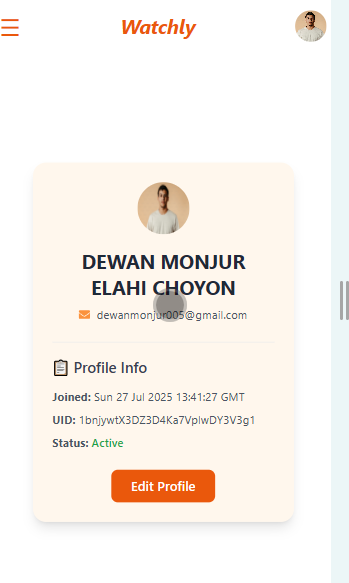 Watchly
DEWAN MONJUR
ELAHI CHOYON
dewanmonjur005@gmail.com
Profile Info
Joined: Sun 27 Jul 2025 13:41:27 GMT
UID: 1bnjywtX3DZ3D4Ka7VplwDY3V3g1
Status: Active
Edit Profile